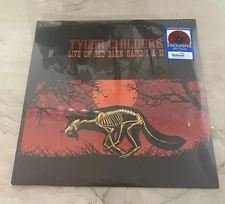 TYLER CHILDERS
LIVE ON RED BARN RADIO I & II
EXCLUSIVE
Walmart